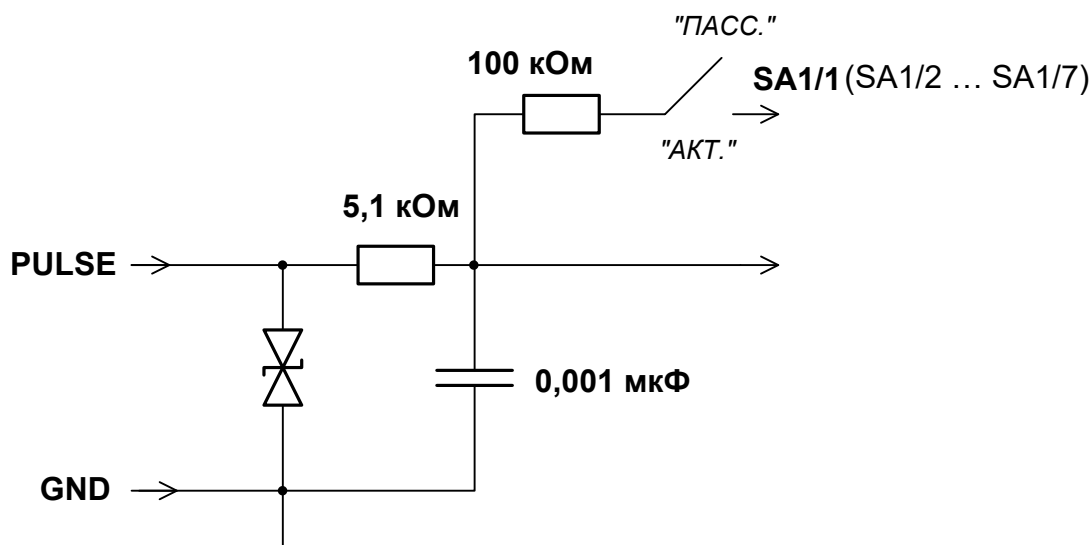 "ПАСС."
100 кОм
SA1/1 (SA1/2 … SA1/7)
"АКТ."
5,1 кОм
PULSE
0,001 мкФ
GND